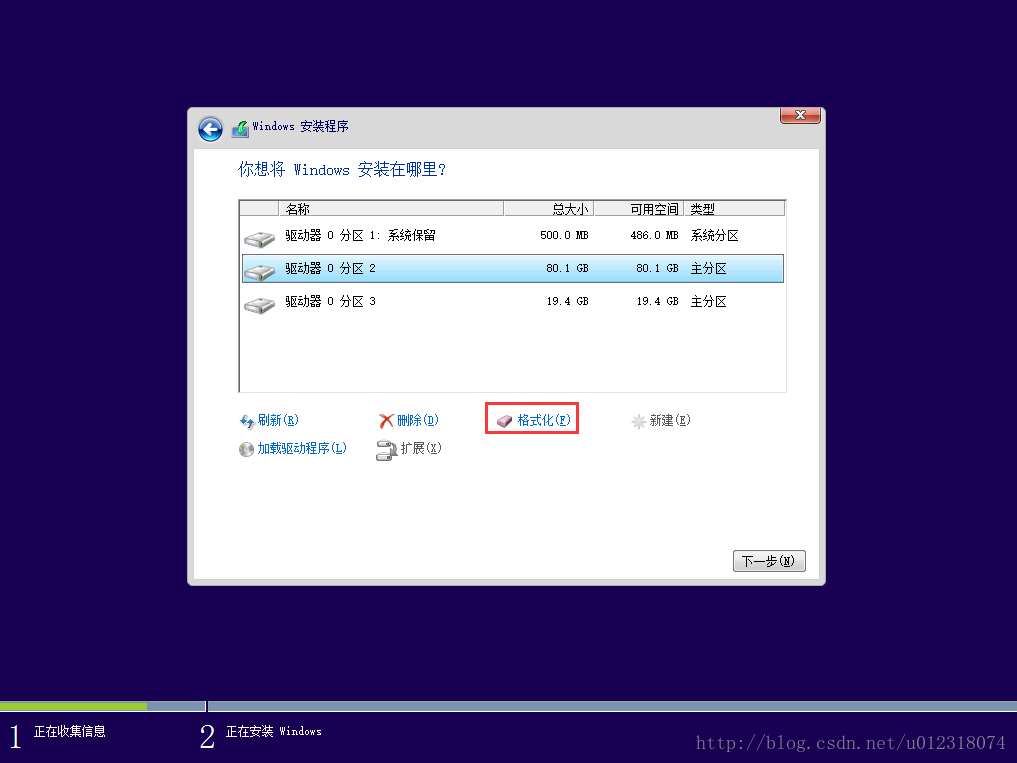 Windows 安装程序
你想将 Windows 安装在哪里?
名称 总大小 可用空间 类型
驱动器 0 分区 1: 系统保留 500.0 MB 486.0 MB 系统分区
驱动器 0 分区 2 80.1 GB 80.1 GB 主分区
驱动器 0 分区 3 19.4 GB 19.4 GB 主分区
刷新(R) 删除(D) 格式化(F) 新建(E)
加载驱动程序(L) 扩展(X)
下一步(N)
1 正在收集信息 2 正在安装 Windows
http://blog.csdn.net/u012318074